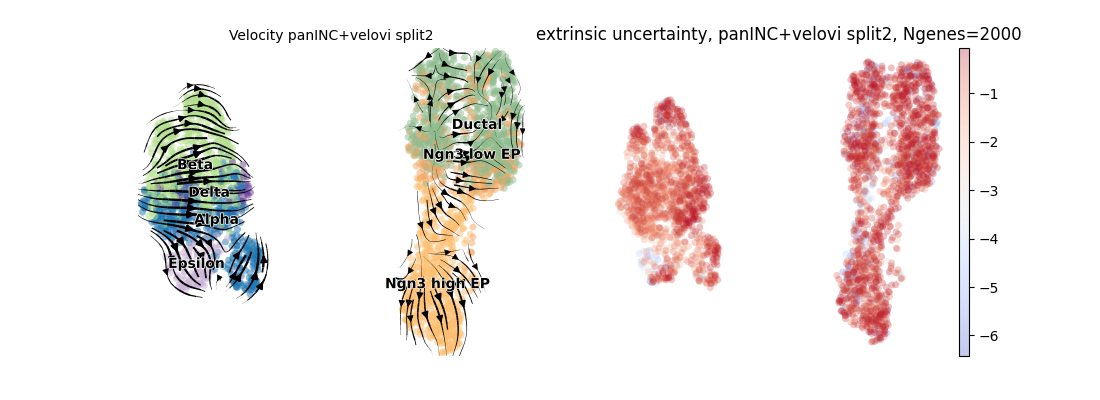 Velocity panINC+velovi split2
Beta
Delta
Alpha
Epsilon
Ductal
Ngn3 low EP
Ngn3 high EP
extrinsic uncertainty, panINC+velovi split2, Ngenes=2000
−1
−2
−3
−4
−5
−6